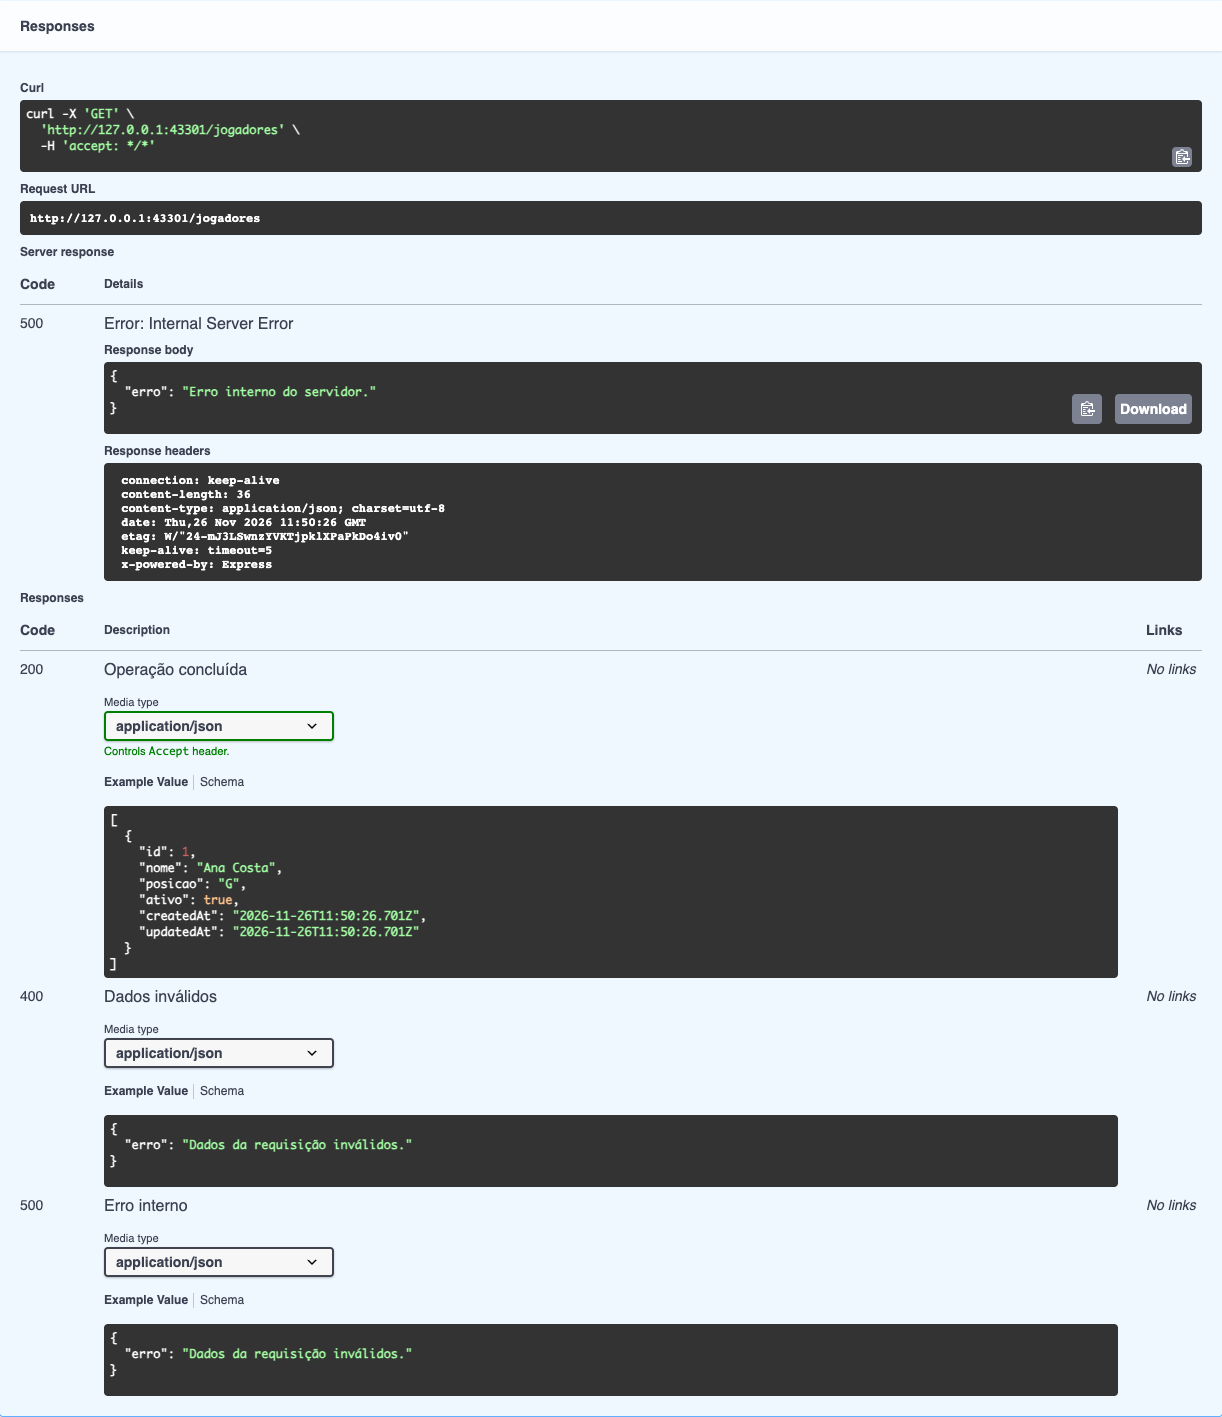 Responses
Curl
curl -X 'GET' \
'http://127.0.0.1:43301/jogadores' \
-H 'accept: */*'
Request URL
http://127.0.0.1:43301/jogadores
Server response
Code Details
500 Error: Internal Server Error
Response body
{
"erro": "Erro interno do servidor."
}
Download
Response headers
connection: keep-alive
content-length: 36
content-type: application/json; charset=utf-8
date: Thu,26 Nov 2026 11:50:26 GMT
etag: W/"24-mJ3LSwnzYVKTjpklXPaPkDo4iv0"
keep-alive: timeout=5
x-powered-by: Express
Responses
Code Description Links
200 Operação concluída No links
Media type
application/json
Controls Accept header.
Example Value Schema
[
{
"id": 1,
"nome": "Ana Costa",
"posicao": "G",
"ativo": true,
"createdAt": "2026-11-26T11:50:26.701Z",
"updatedAt": "2026-11-26T11:50:26.701Z"
}
]
400 Dados inválidos No links
Media type
application/json
Example Value Schema
{
"erro": "Dados da requisição inválidos."
}
500 Erro interno No links
Media type
application/json
Example Value Schema
{
"erro": "Dados da requisição inválidos."
}